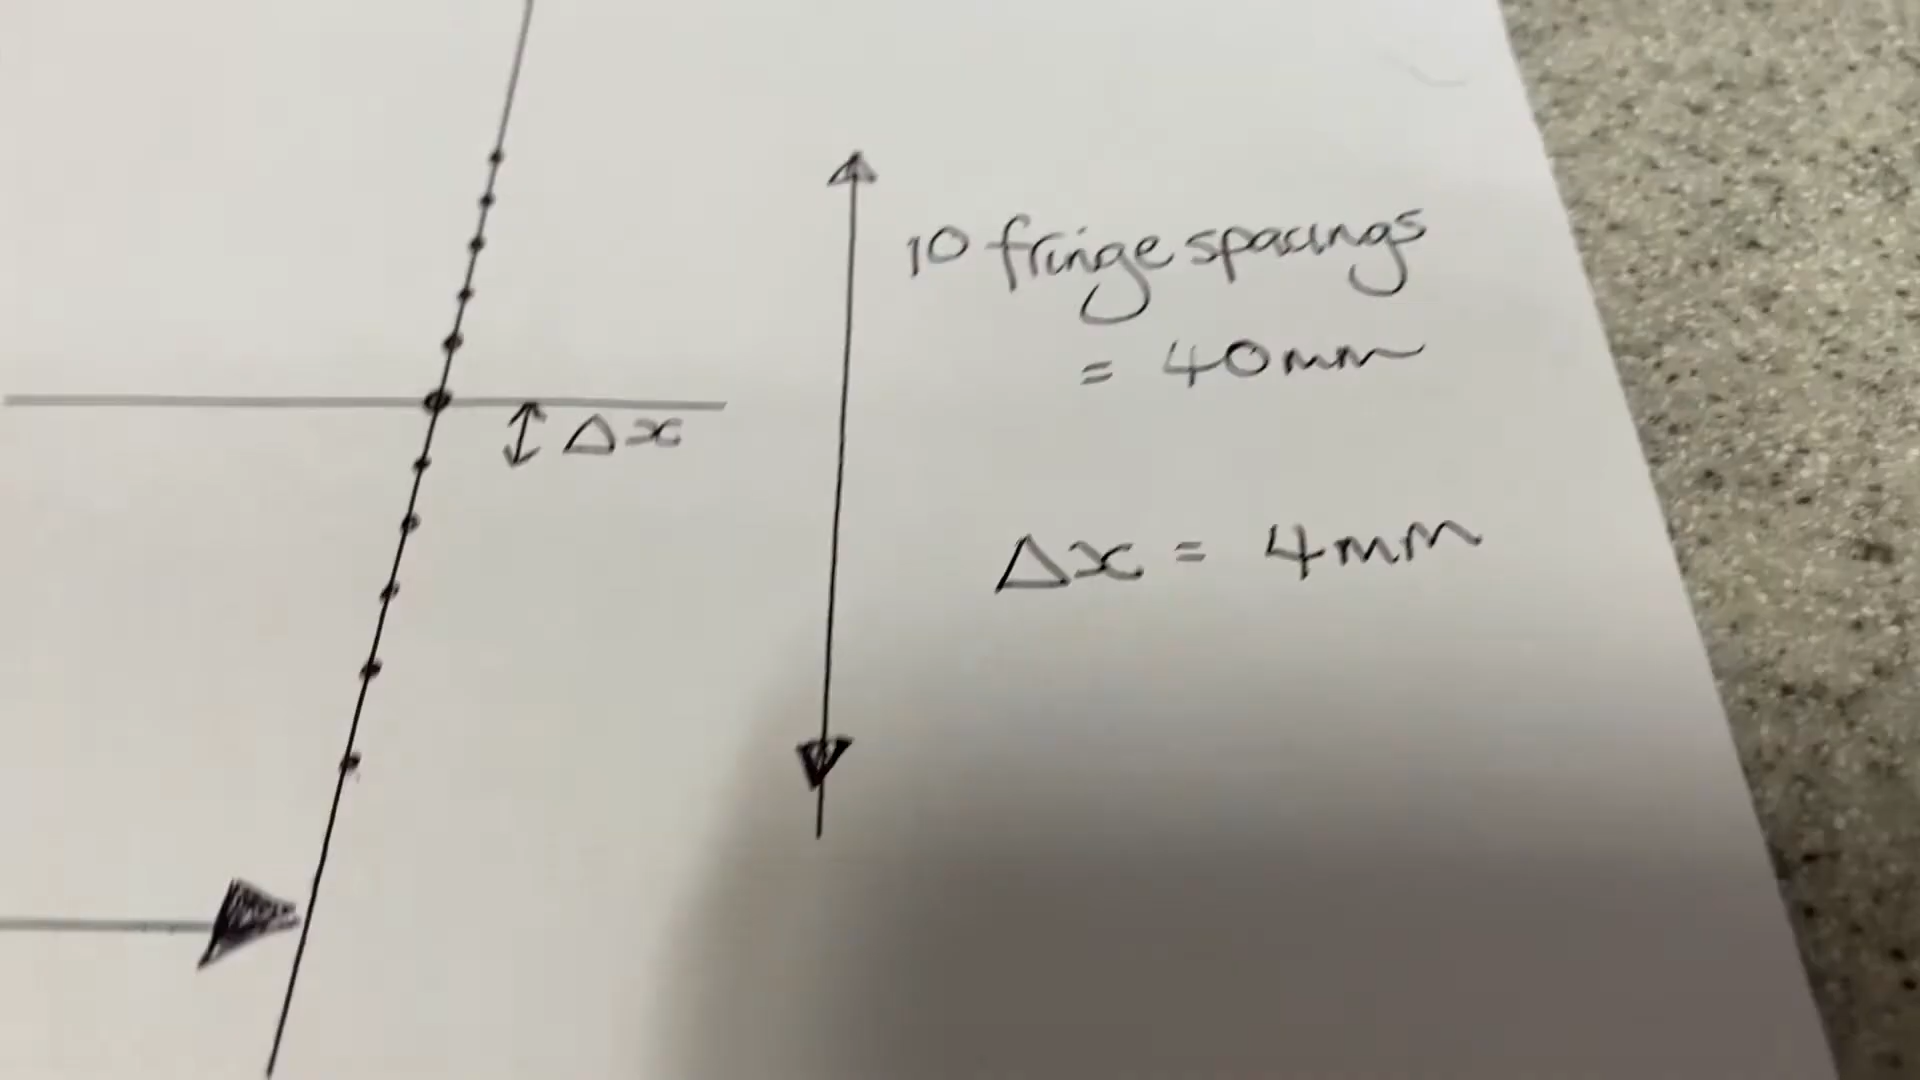 10 fringe spacings
= 40mm
Δx
Δx = 4mm